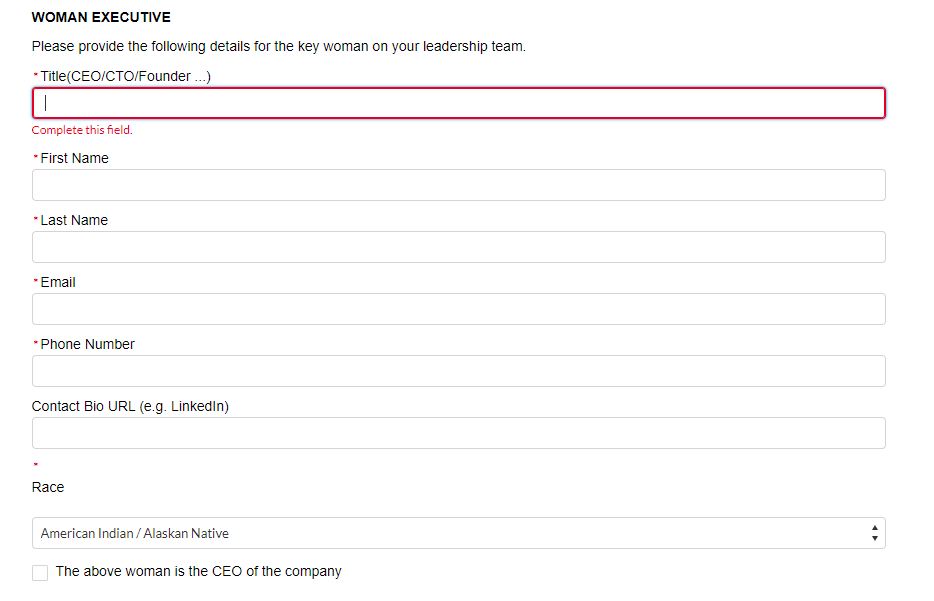 WOMAN EXECUTIVE
Please provide the following details for the key woman on your leadership team.
*Title(CEO/CTO/Founder ...)
Complete this field.
*First Name
*Last Name
*Email
*Phone Number
Contact Bio URL (e.g. LinkedIn)
*
Race
American Indian / Alaskan Native
The above woman is the CEO of the company